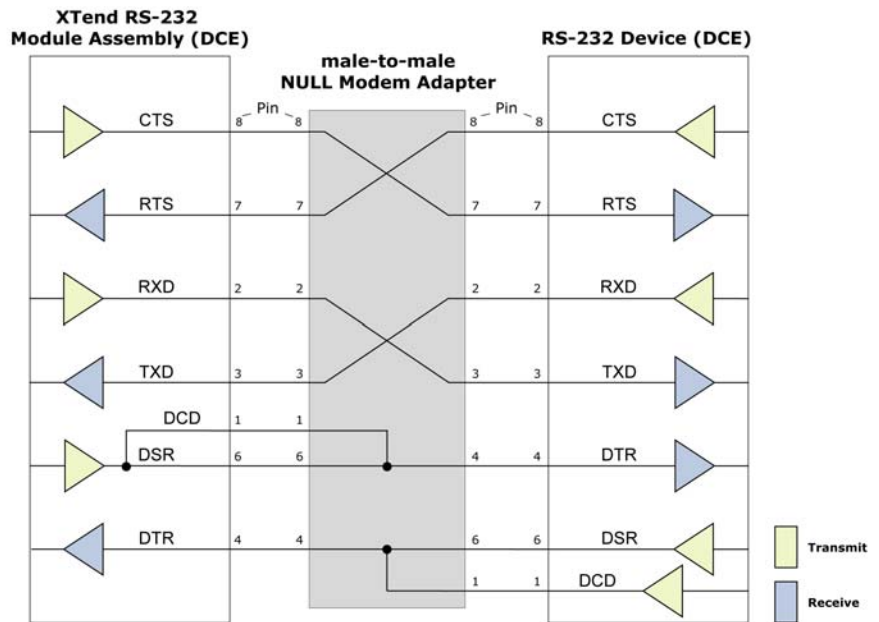 XTend RS-232
Module Assembly (DCE)
male-to-male
NULL Modem Adapter
RS-232 Device (DCE)
CTS 8 Pin 8 8 Pin 8 CTS
RTS 7 7 7 7 RTS
RXD 2 2 2 2 RXD
TXD 3 3 3 3 TXD
DCD 1 1
DSR 6 6 4 4 DTR
DTR 4 4 6 6 DSR
1 1 DCD
Transmit
Receive